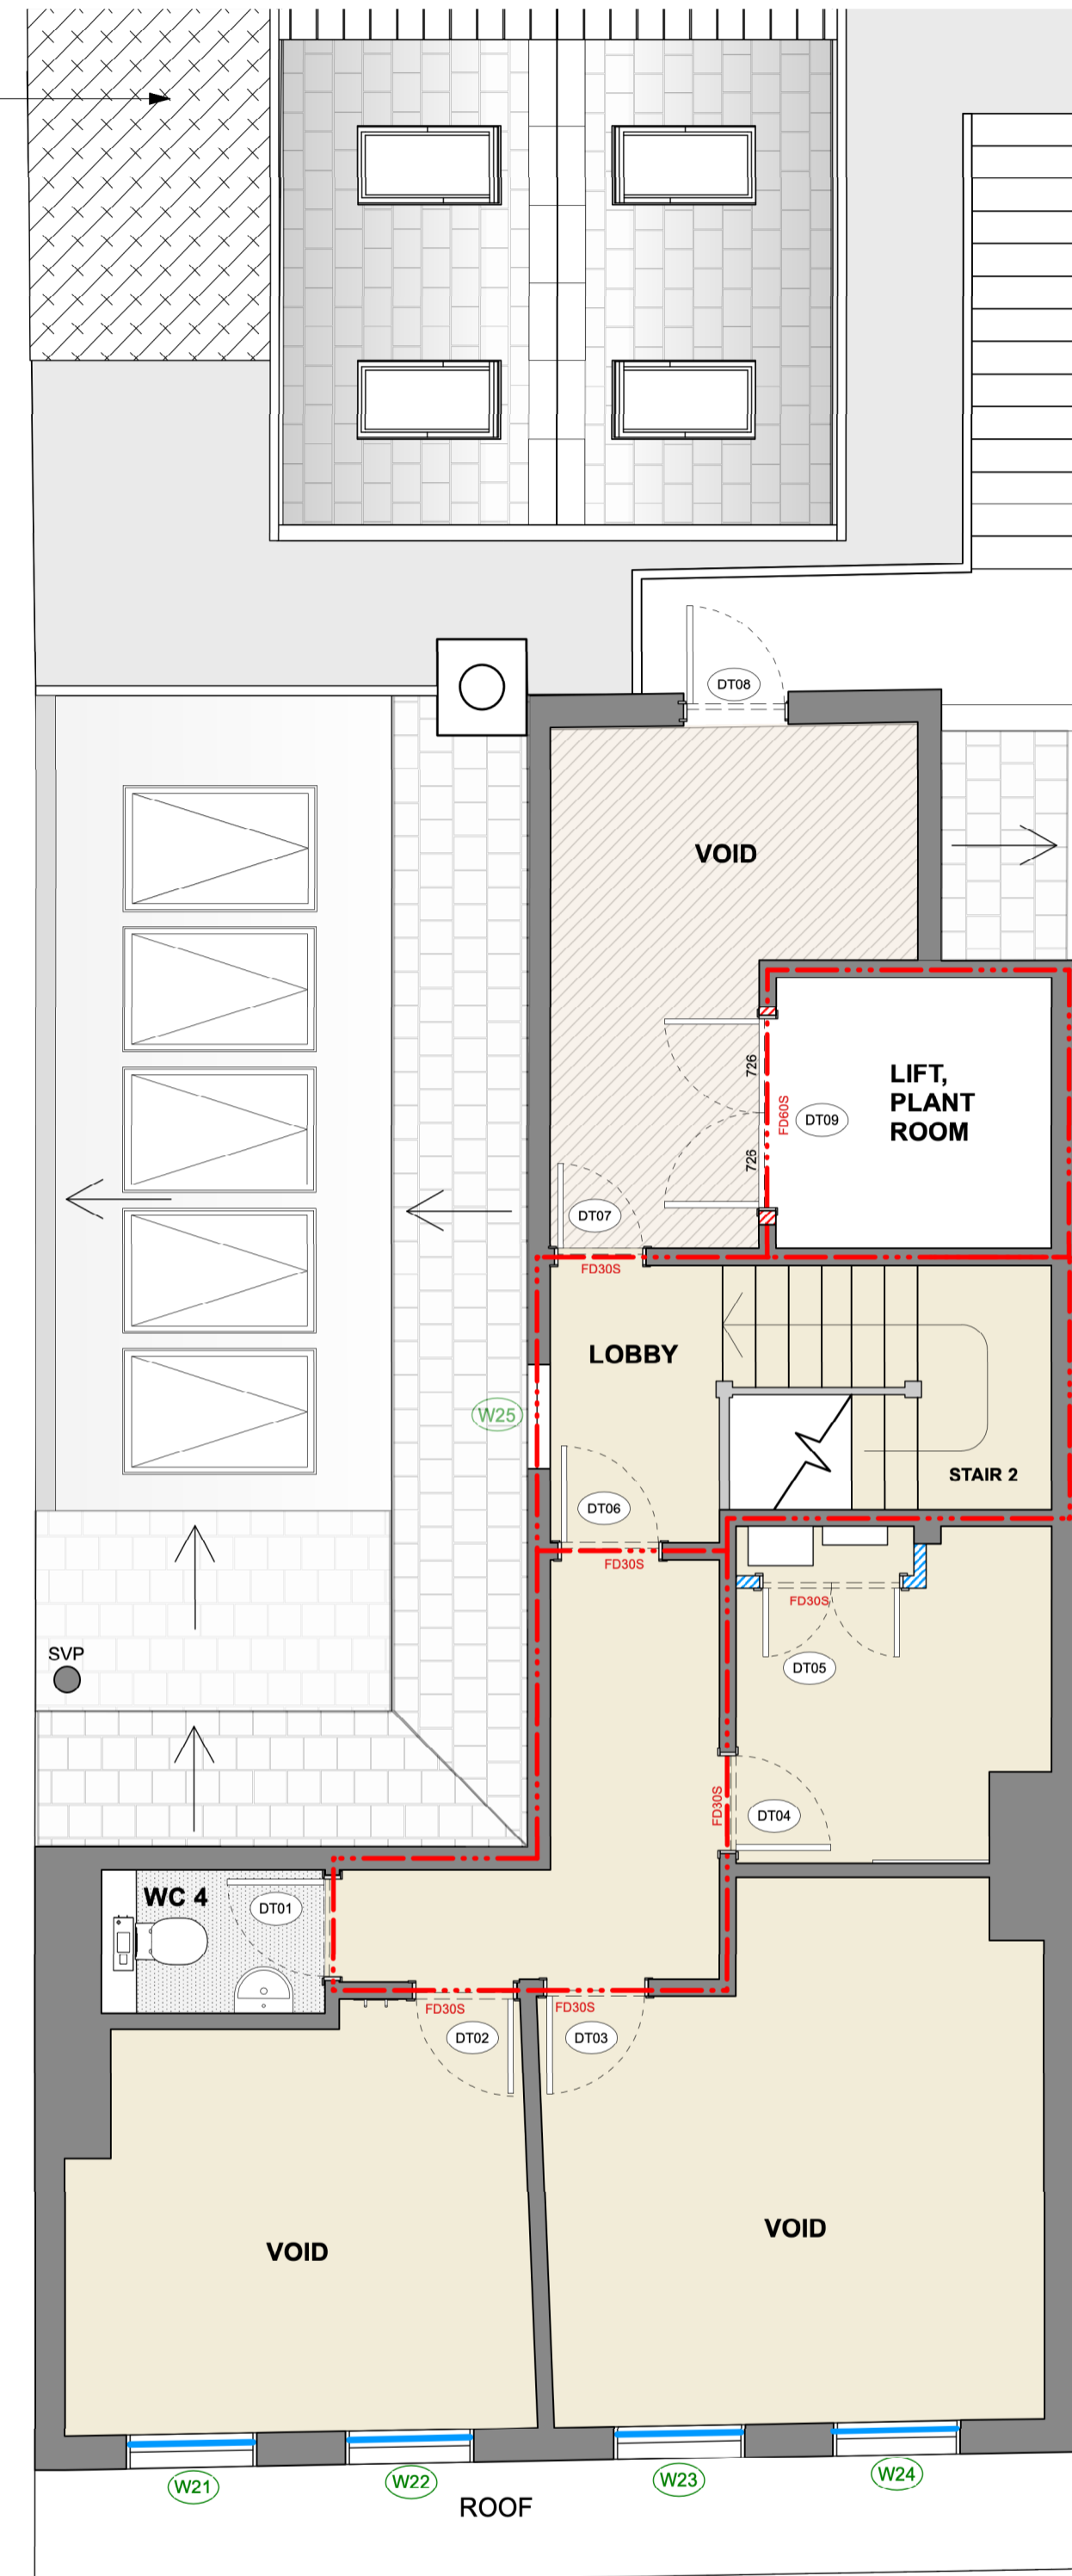 DT08
VOID
LIFT,
PLANT
ROOM
726
FD60S
DT09
726
DT07
FD30S
LOBBY
W25
STAIR 2
DT06
FD30S
FD30S
DT05
SVP
FD30S
DT04
WC 4
DT01
FD30S
FD30S
DT02
DT03
VOID
VOID
W21
W22
W23
W24
ROOF